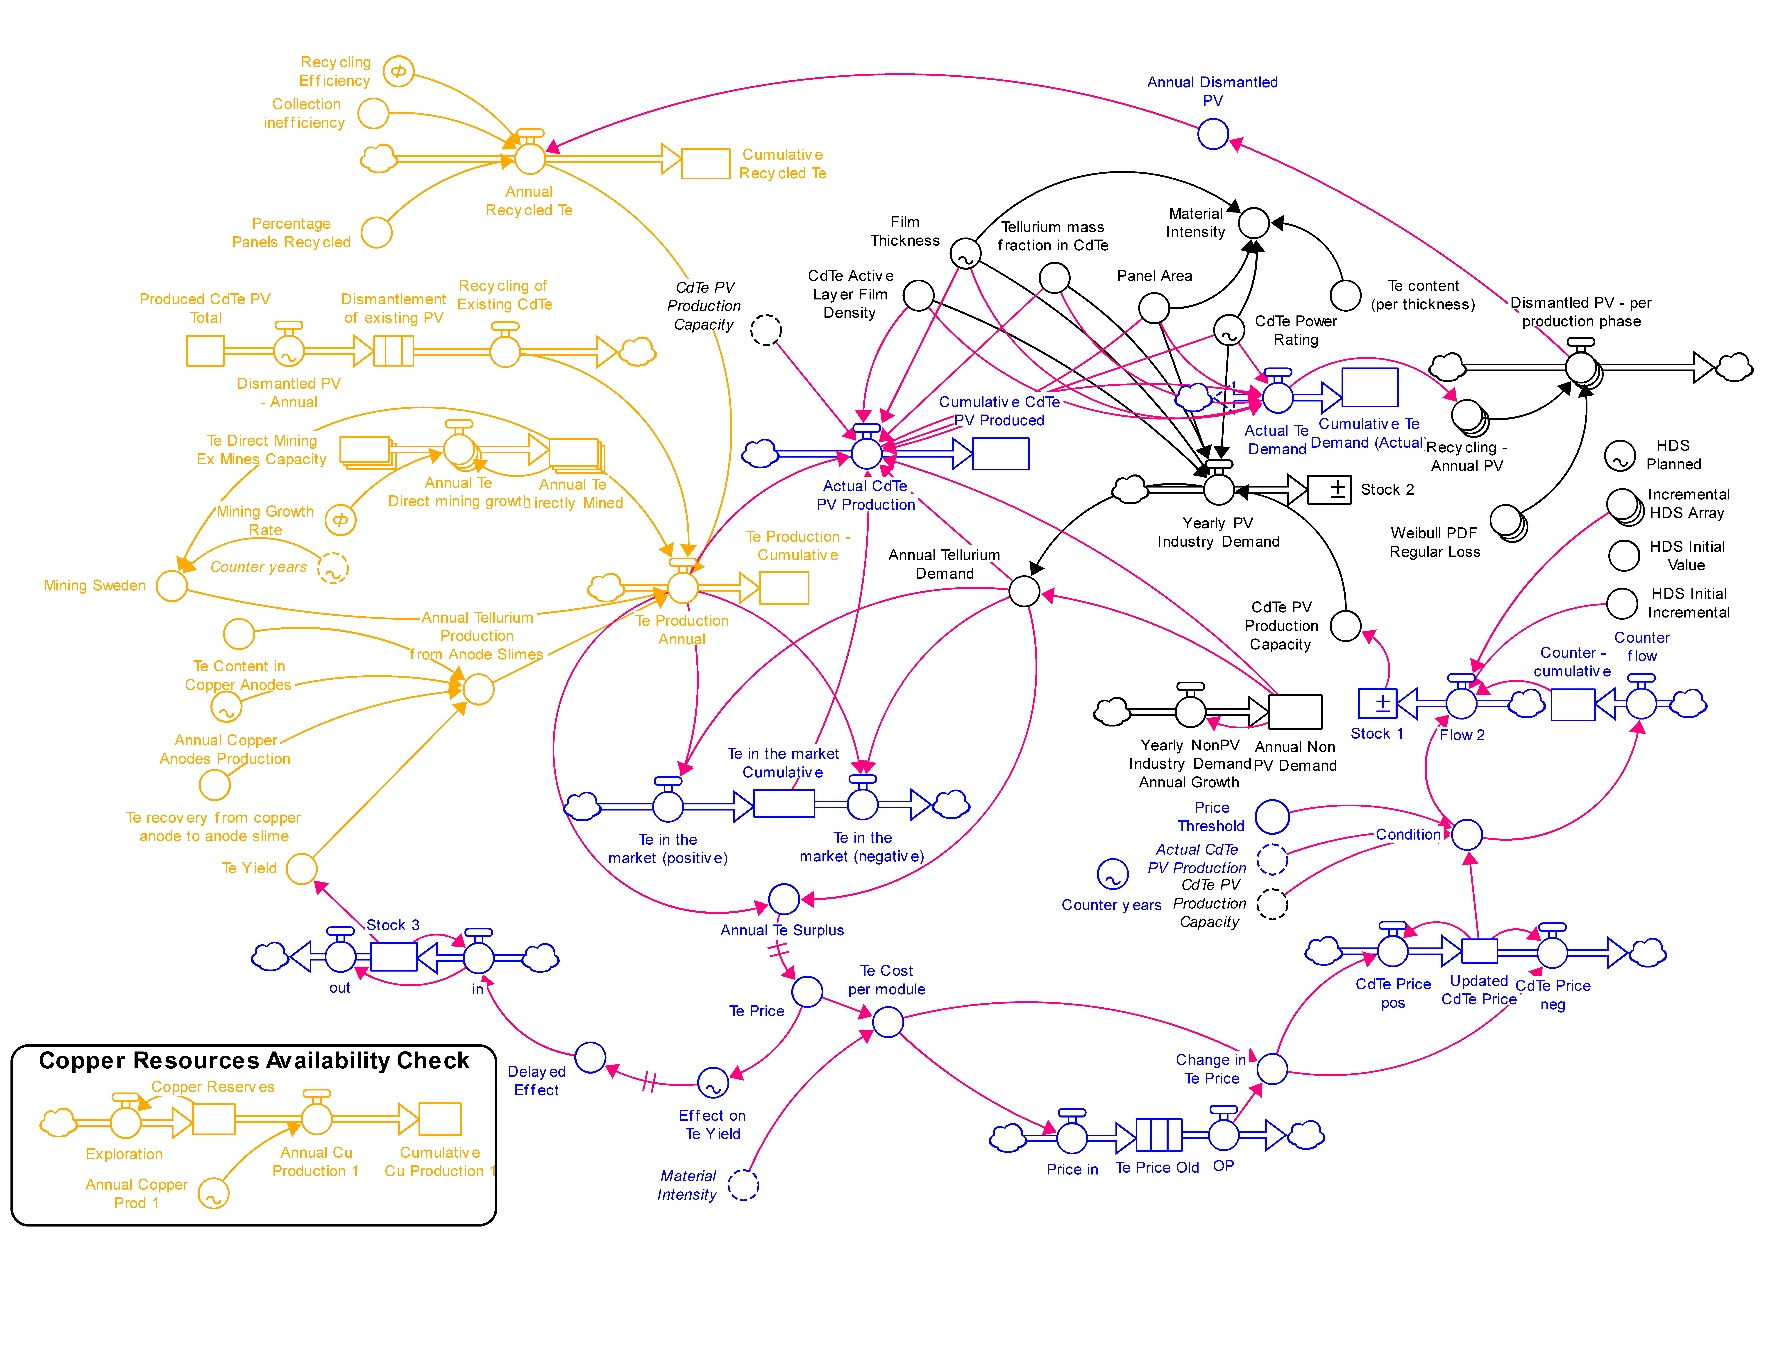 Recycling
Efficiency
Collection
inefficiency
Cumulative
Recycled Te
Annual
Recycled Te
Percentage
Panels Recycled
Annual Dismantled
PV
Film
Thickness
Tellurium mass
fraction in CdTe
Material
Intensity
CdTe Active
Layer Film
Density
Panel Area
Te content
(per thickness)
CdTe Power
Rating
Dismantled PV - per
production phase
CdTe PV
Production
Capacity
Produced CdTe PV
Total
Dismantlement
of existing PV
Recycling of
Existing CdTe
Dismantled PV
- Annual
Te Direct Mining
Ex Mines Capacity
Annual Te
Direct mining growth
Annual Te
irectly Mined
Mining Growth
Rate
Counter years
Mining Sweden
Cumulative CdTe
PV Produced
Actual CdTe
PV Production
Actual Te
Demand
Cumulative Te
Demand (Actual
Recycling -
Annual PV
HDS
Planned
Stock 2
Yearly PV
Industry Demand
Weibull PDF
Regular Loss
Incremental
HDS Array
HDS Initial
Value
HDS Initial
Incremental
Te Production -
Cumulative
Annual Tellurium
Demand
Te Production
Annual
CdTe PV
Production
Capacity
Annual Tellurium
Production
from Anode Slimes
Te Content in
Copper Anodes
Annual Copper
Anodes Production
Te recovery from copper
anode to anode slime
Te Yield
Counter
flow
Counter -
cumulative
Stock 1
Flow 2
Yearly NonPV
Industry Demand
Annual Growth
Annual Non
PV Demand
Te in the market
Cumulative
Te in the
market (positive)
Te in the
market (negative)
Price
Threshold
Condition
Actual CdTe
PV Production
CdTe PV
Production
Capacity
Counter years
Annual Te Surplus
Stock 3
out
in
Te Price
Te Cost
per module
CdTe Price
pos
Updated
CdTe Price
CdTe Price
neg
Delayed
Effect
Effect on
Te Yield
Change in
Te Price
Price in
Te Price Old
OP
Material
Intensity
Copper Resources Availability Check
Copper Reserves
Exploration
Annual Cu
Production 1
Cumulative
Cu Production 1
Annual Copper
Prod 1